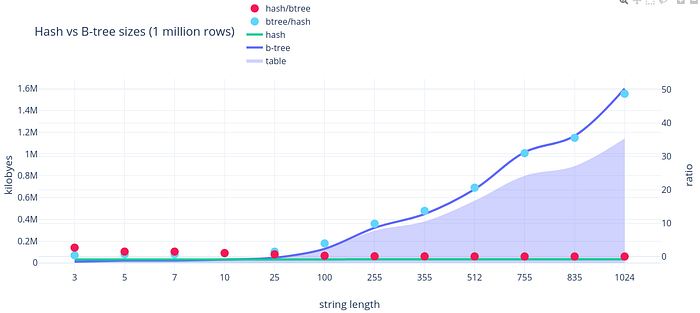 Hash vs B-tree sizes (1 million rows)
hash/btree
btree/hash
hash
b-tree
table
1.6M
1.4M
1.2M
1M
0.8M
0.6M
0.4M
0.2M
0
kilobyes
50
40
30
20
10
0
ratio
3 5 7 10 25 100 255 355 512 755 835 1024
string length